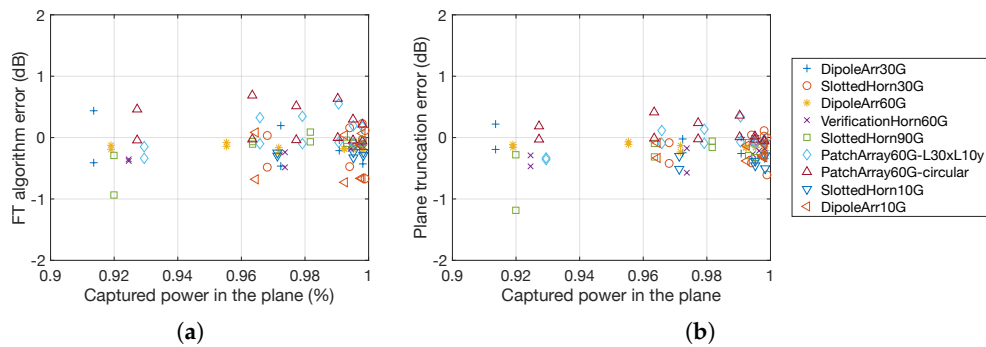 2
1
0
-1
-2
FT algorithm error (dB)
0.9
0.92
0.94
0.96
0.98
1
Captured power in the plane (%)
(a)
2
1
0
-1
-2
Plane truncation error (dB)
0.9
0.92
0.94
0.96
0.98
1
Captured power in the plane
(b)
DipoleArr30G
SlottedHorn30G
DipoleArr60G
VerificationHorn60G
SlottedHorn90G
PatchArray60G-L30xL10y
PatchArray60G-circular
SlottedHorn10G
DipoleArr10G